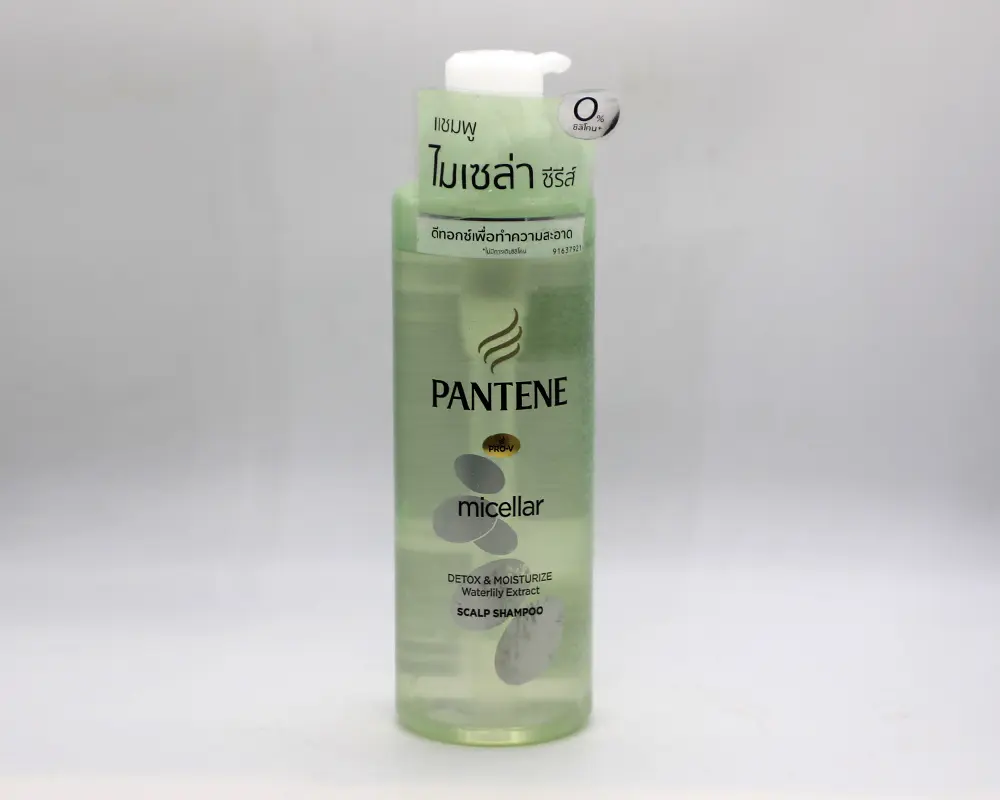 แชมพู
ไมเซล่า ซีรีส์
0%
ซิลิโคน*
ดีทอกซ์เพื่อทำความสะอาด
91637921
PANTENE
PRO-V
micellar
DETOX & MOISTURIZE
Waterlily Extract
SCALP SHAMPOO